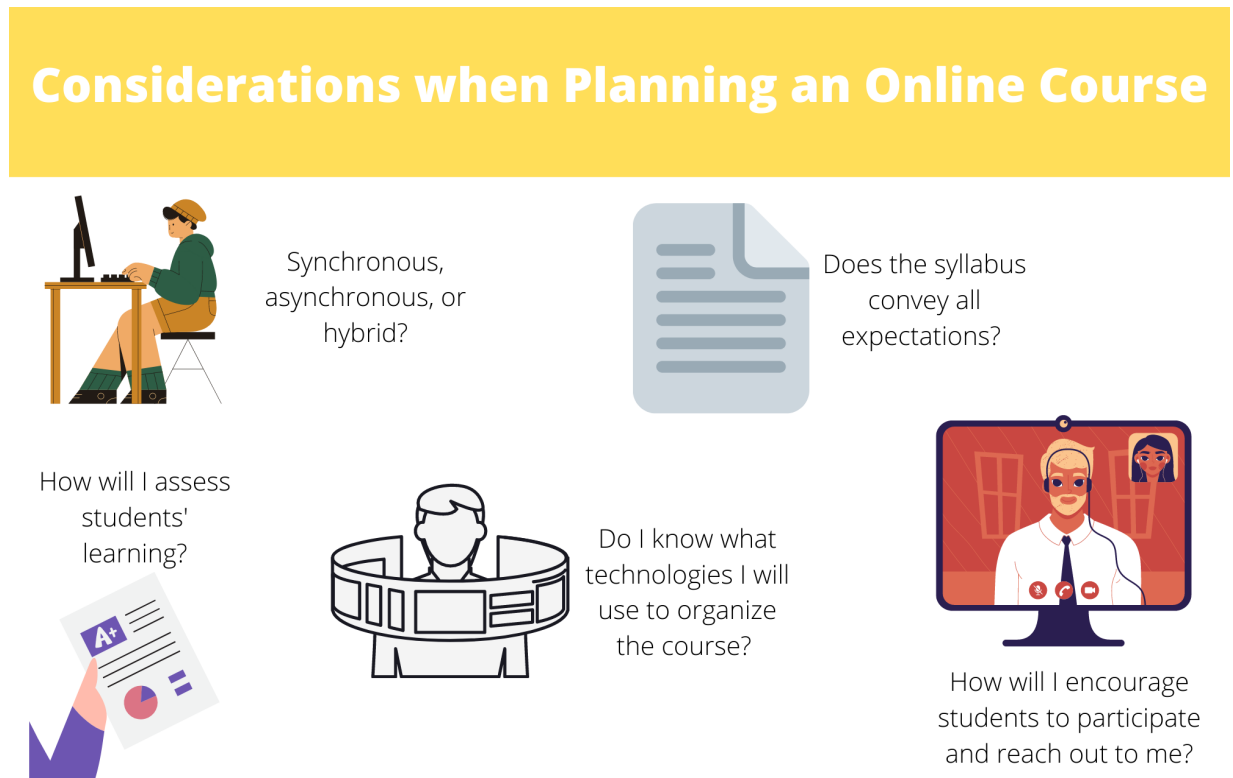 Considerations when Planning an Online Course
Synchronous,
asynchronous, or
hybrid?
Does the syllabus
convey all
expectations?
How will I assess
students'
learning?
A+
Do I know what
technologies I will
use to organize
the course?
How will I encourage
students to participate
and reach out to me?